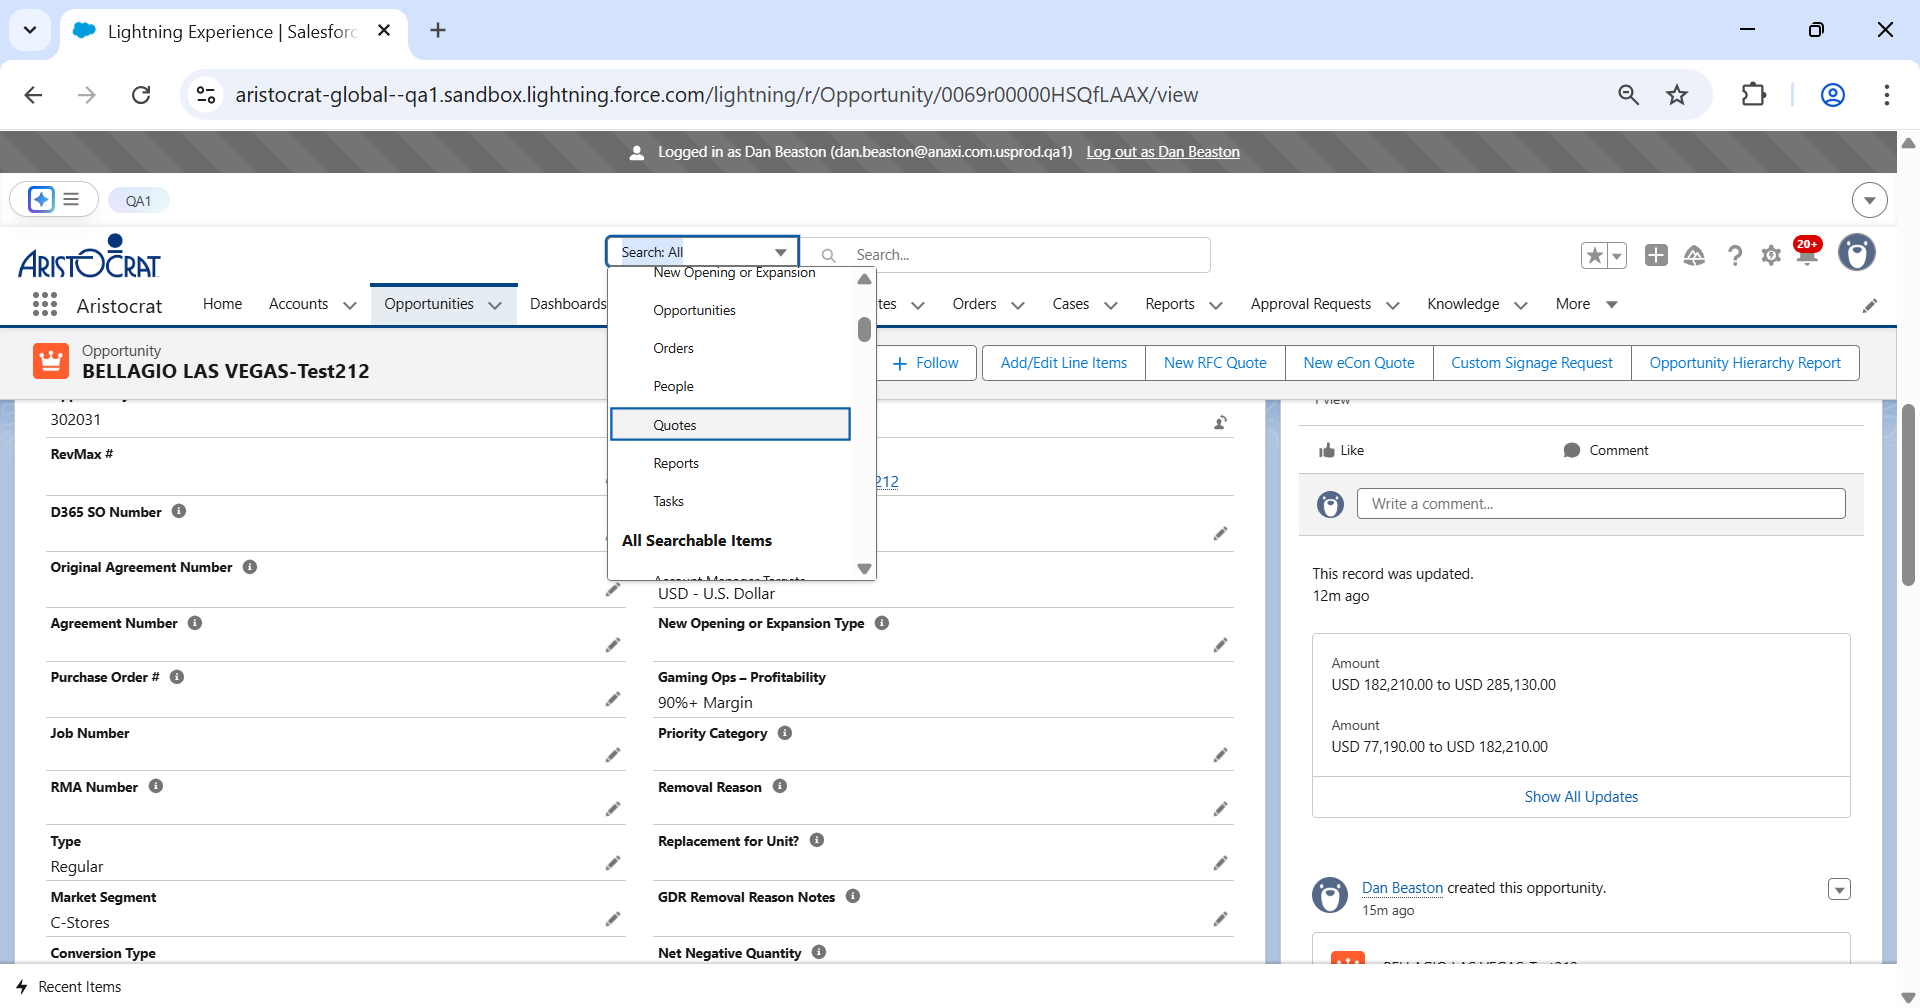 Lightning Experience | Salesforc
aristocrat-global--qa1.sandbox.lightning.force.com/lightning/r/Opportunity/0069r00000HSQfLAAX/view
Logged in as Dan Beaston (dan.beaston@anaxi.com.usprod.qa1) Log out as Dan Beaston
QA1
ARISTOCRAT
Search: All
Search...
20+
Aristocrat
Home
Accounts
Opportunities
Dashboards
tes
Orders
Cases
Reports
Approval Requests
Knowledge
More
New Opening or Expansion
Opportunities
Orders
People
Quotes
Reports
Tasks
All Searchable Items
Account Manager Targets
Opportunity
BELLAGIO LAS VEGAS-Test212
Follow
Add/Edit Line Items
New RFC Quote
New eCon Quote
Custom Signage Request
Opportunity Hierarchy Report
302031
RevMax #
212
D365 SO Number
Original Agreement Number
USD - U.S. Dollar
Agreement Number
New Opening or Expansion Type
Purchase Order #
Gaming Ops – Profitability
90%+ Margin
Job Number
Priority Category
RMA Number
Removal Reason
Type
Regular
Replacement for Unit?
Market Segment
C-Stores
GDR Removal Reason Notes
Conversion Type
Net Negative Quantity
1 view
Like
Comment
Write a comment...
This record was updated.
12m ago
Amount
USD 182,210.00 to USD 285,130.00
Amount
USD 77,190.00 to USD 182,210.00
Show All Updates
Dan Beaston created this opportunity.
15m ago
BELLAGIO LAS VEGAS-Test212
Recent Items